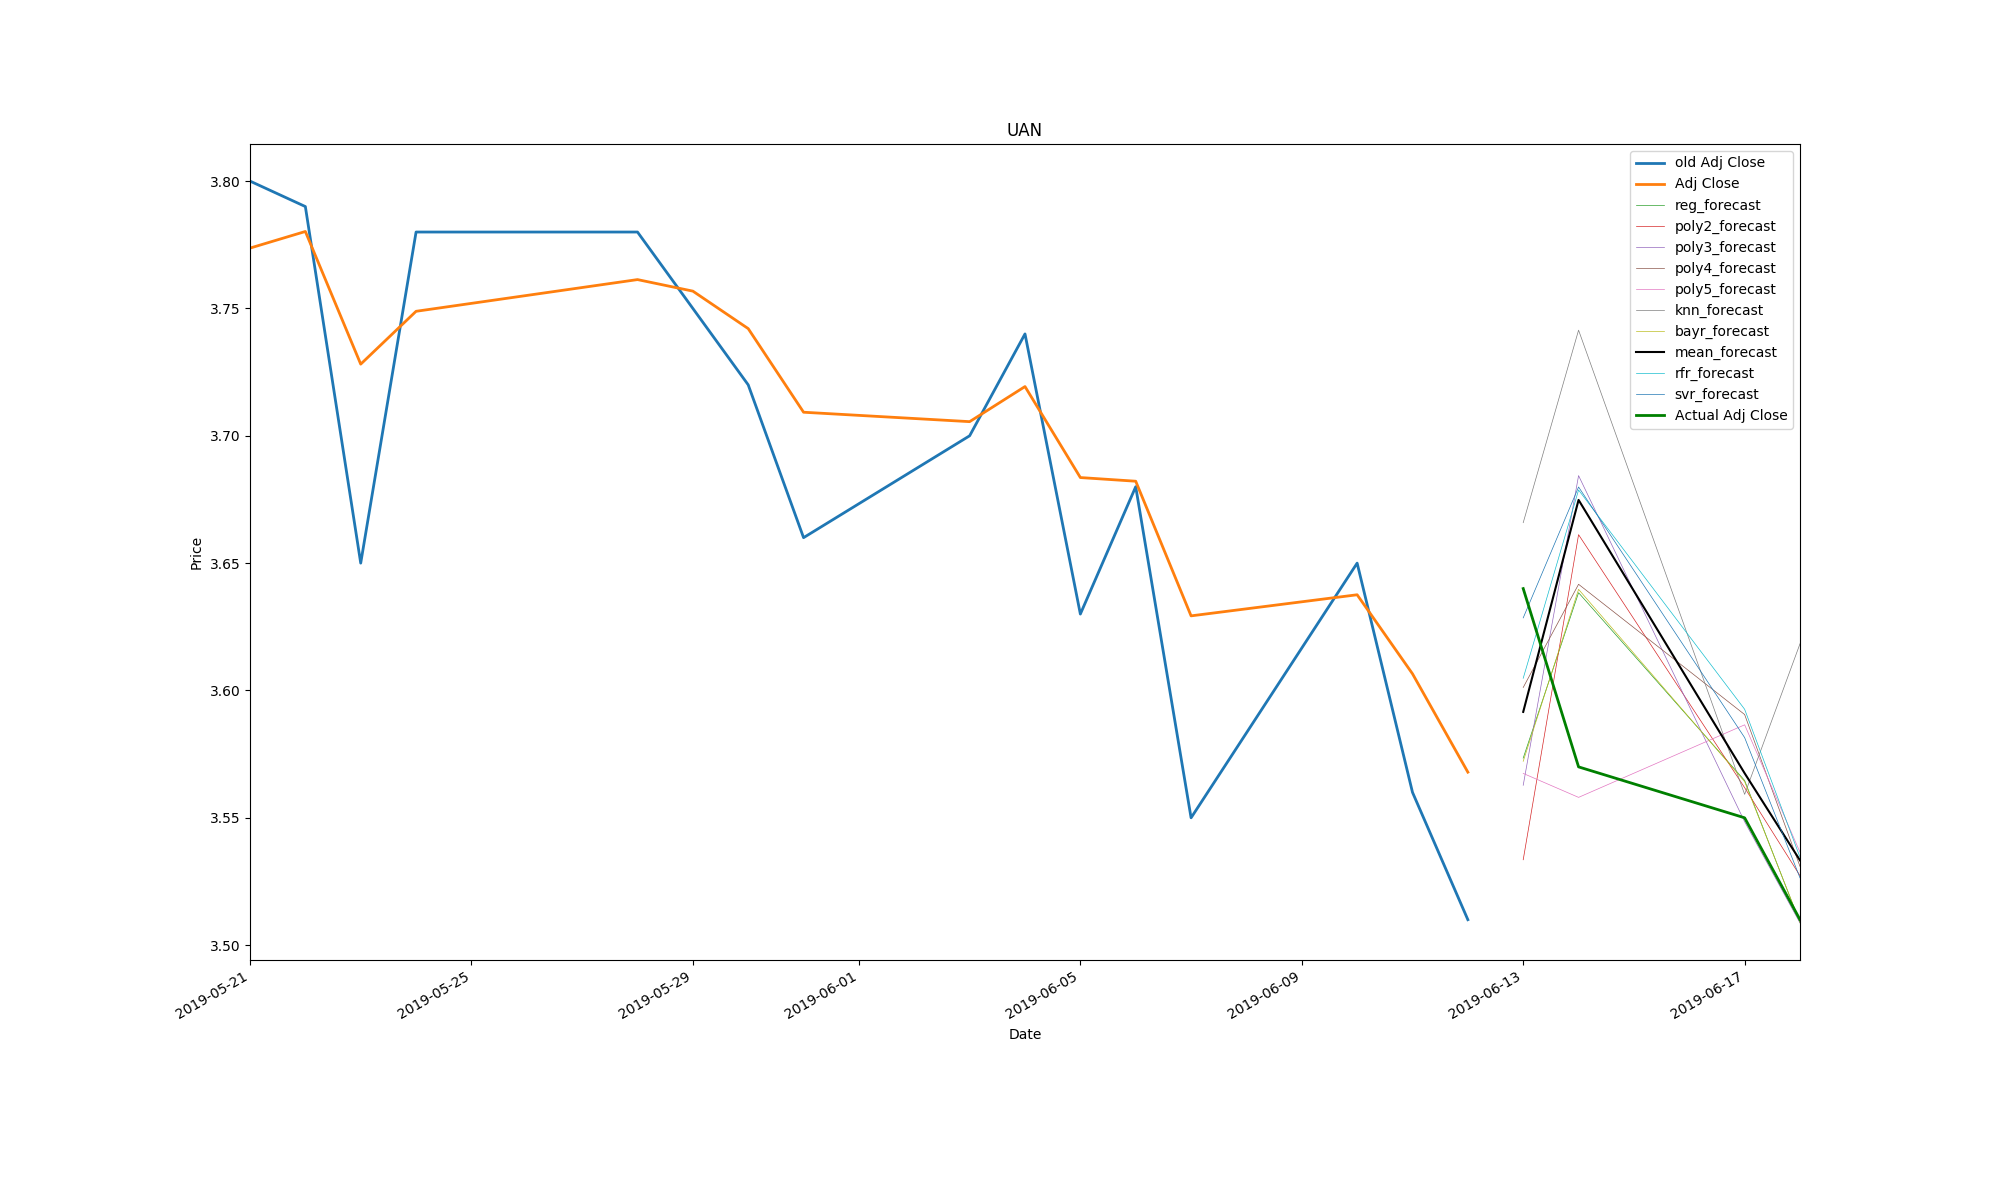 UAN
old Adj Close
Adj Close
reg_forecast
poly2_forecast
poly3_forecast
poly4_forecast
poly5_forecast
knn_forecast
bayr_forecast
mean_forecast
rfr_forecast
svr_forecast
Actual Adj Close
3.80
3.75
3.70
3.65
3.60
3.55
3.50
Price
2019-05-21
2019-05-25
2019-05-29
2019-06-01
2019-06-05
2019-06-09
2019-06-13
2019-06-17
Date